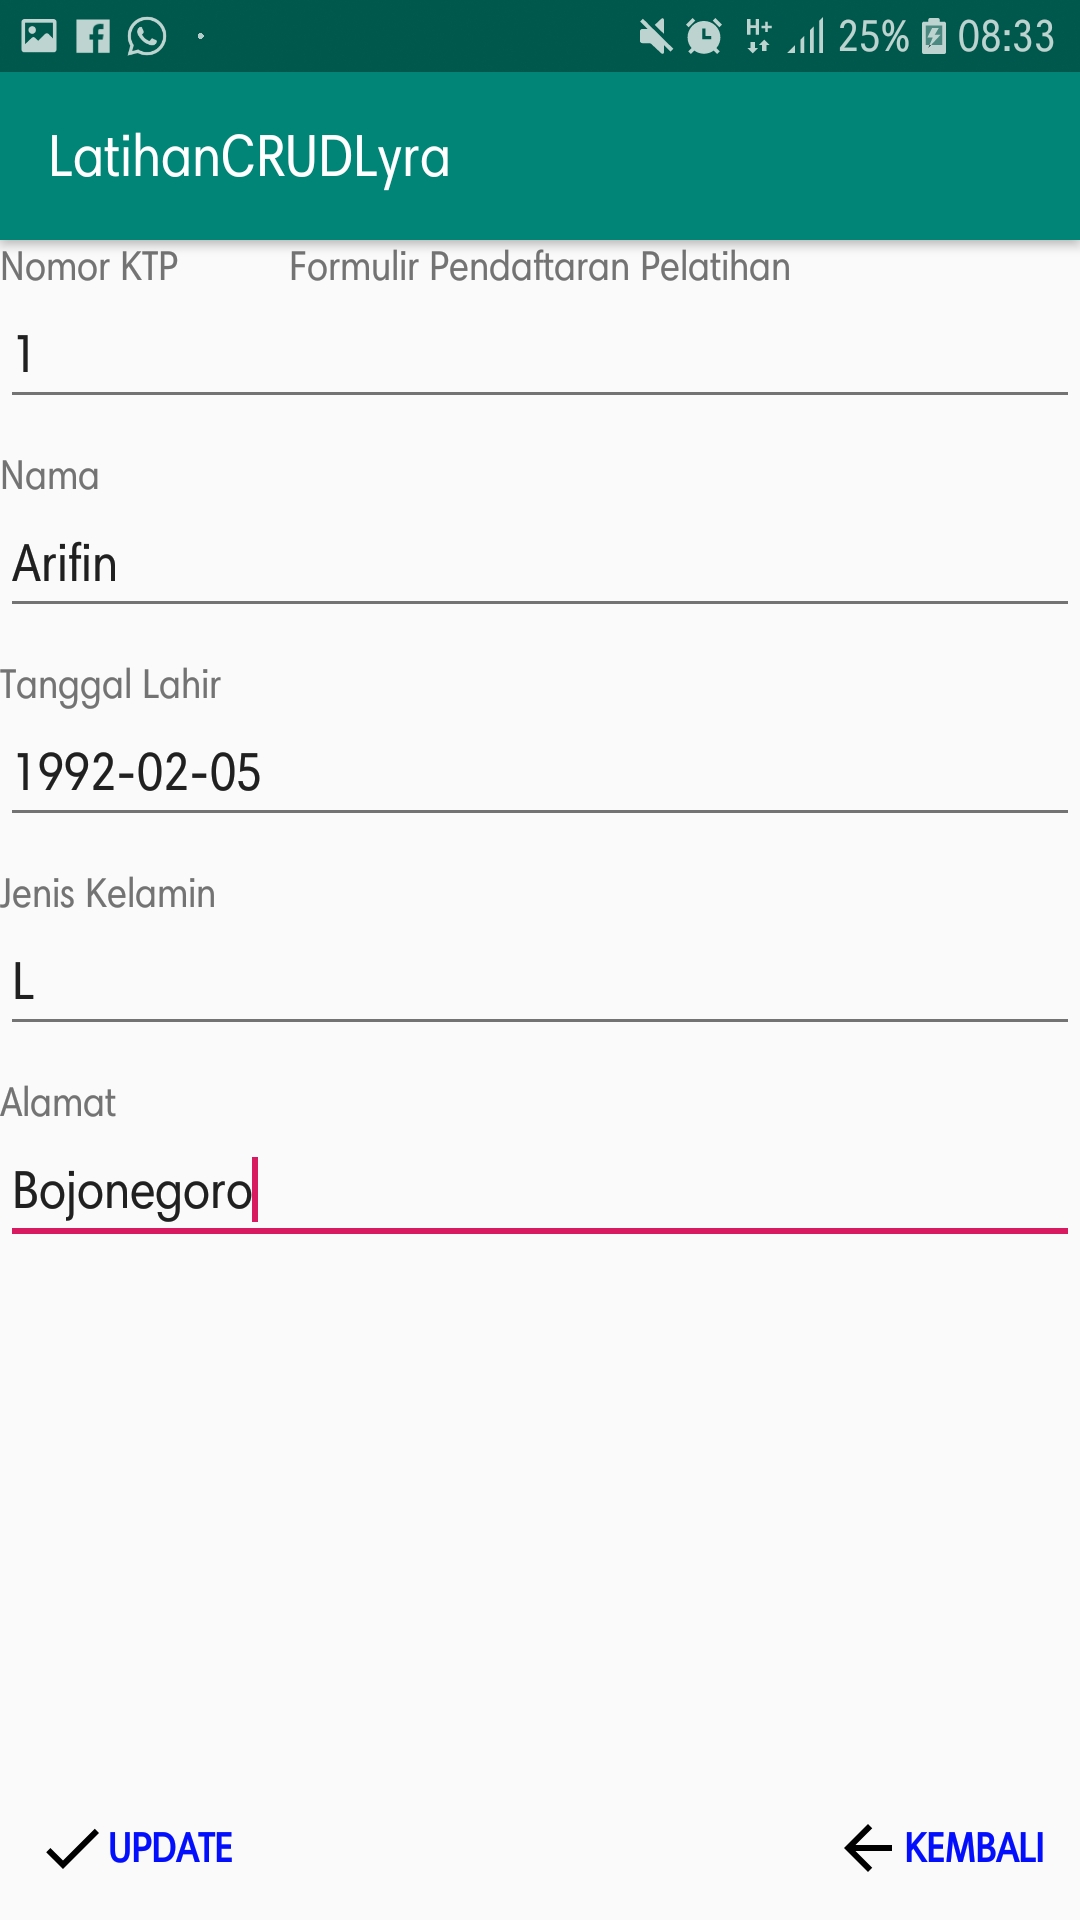 H+ 25% 08:33
LatihanCRUDLyra
Nomor KTP Formulir Pendaftaran Pelatihan
1
Nama
Arifin
Tanggal Lahir
1992-02-05
Jenis Kelamin
L
Alamat
Bojonegoro
UPDATE KEMBALI